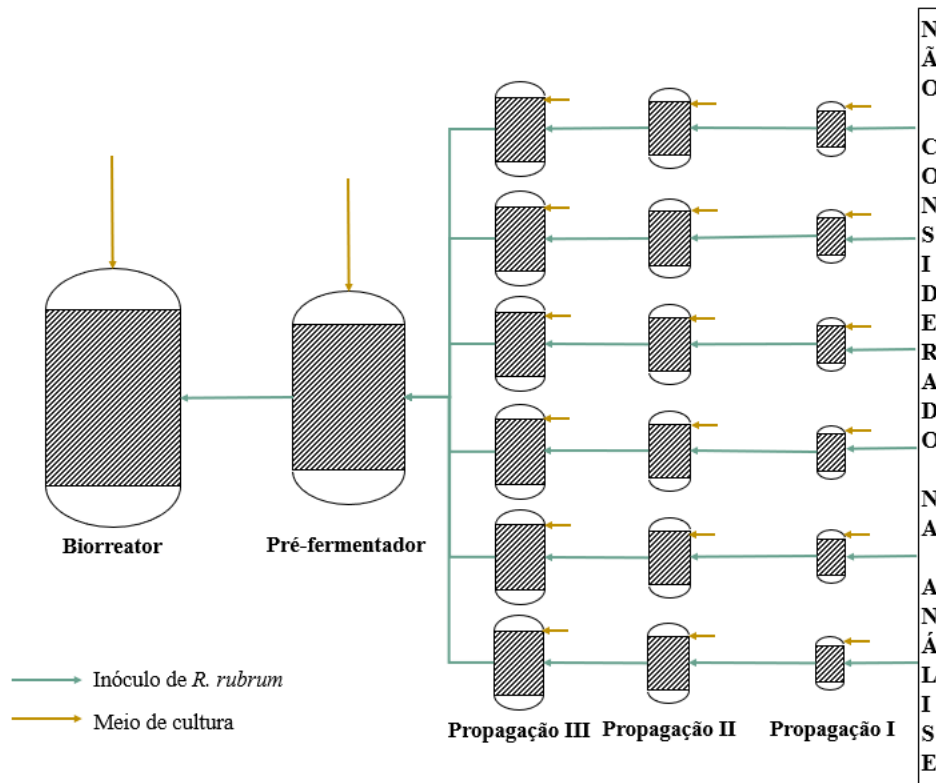 Biorreator
Pré-fermentador
Propagação III
Propagação II
Propagação I
Inóculo de R. rubrum
Meio de cultura
NÃO CONSIDERADO NA ANÁLISE